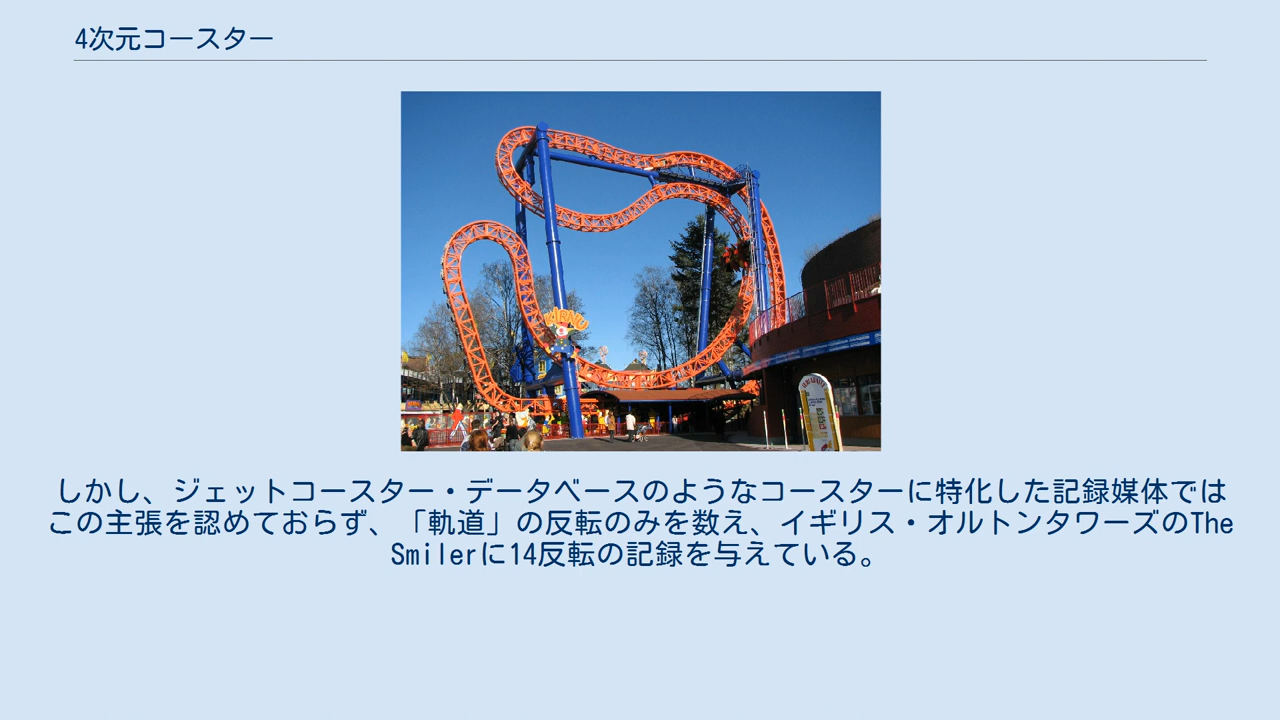 4次元コースター
KIRNU
しかし、ジェットコースター・データベースのようなコースターに特化した記録媒体では
この主張を認めておらず、「軌道」の反転のみを数え、イギリス・オルトンタワーズのThe
Smilerに14反転の記録を与えている。